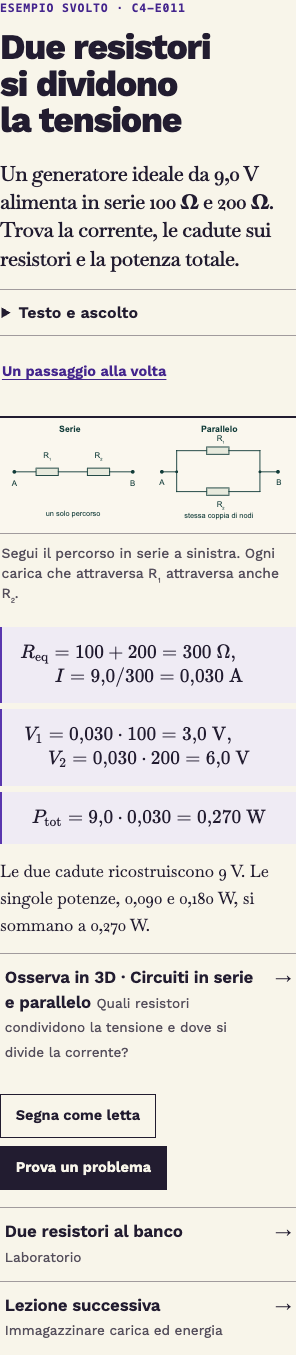 ESEMPIO SVOLTO · C4–E011
Due resistori
si dividono
la tensione
Un generatore ideale da 9,0 V
alimenta in serie 100 Ω e 200 Ω.
Trova la corrente, le cadute sui
resistori e la potenza totale.
▶ Testo e ascolto
Un passaggio alla volta
Serie
Parallelo
R₁
R₂
A
B
un solo percorso
R₁
A
B
R₂
stessa coppia di nodi
Segui il percorso in serie a sinistra. Ogni
carica che attraversa R₁ attraversa anche
R₂.
R_eq = 100 + 200 = 300 Ω,
I = 9,0/300 = 0,030 A
V₁ = 0,030 · 100 = 3,0 V,
V₂ = 0,030 · 200 = 6,0 V
P_tot = 9,0 · 0,030 = 0,270 W
Le due cadute ricostruiscono 9 V. Le
singole potenze, 0,090 e 0,180 W, si
sommano a 0,270 W.
Osserva in 3D · Circuiti in serie →
e parallelo Quali resistori
condividono la tensione e dove si
divide la corrente?
Segna come letta
Prova un problema
Due resistori al banco →
Laboratorio
Lezione successiva →
Immagazzinare carica ed energia